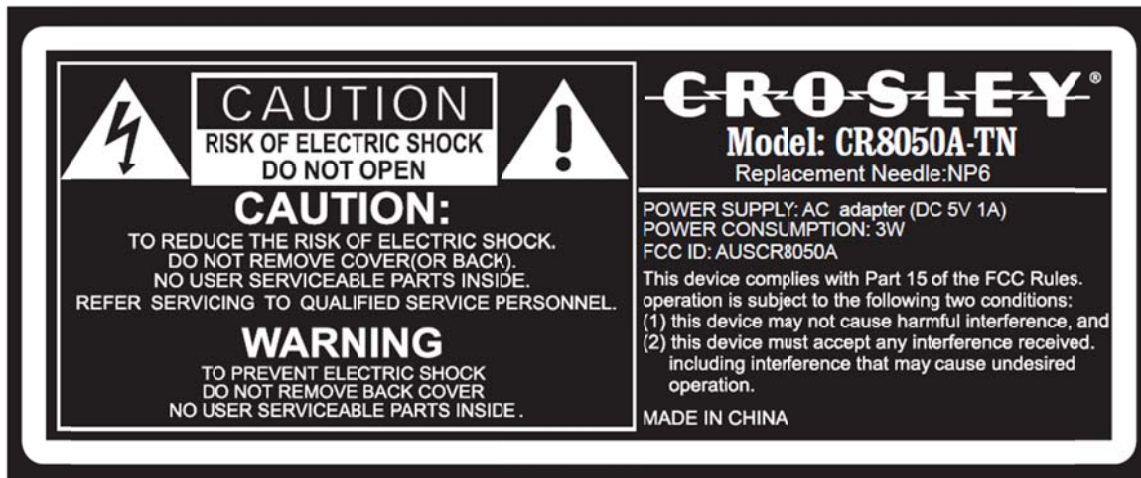 CAUTION
RISK OF ELECTRIC SHOCK
DO NOT OPEN
CAUTION:
TO REDUCE THE RISK OF ELECTRIC SHOCK.
DO NOT REMOVE COVER(OR BACK).
NO USER SERVICEABLE PARTS INSIDE.
REFER SERVICING TO QUALIFIED SERVICE PERSONNEL.
WARNING
TO PREVENT ELECTRIC SHOCK
DO NOT REMOVE BACK COVER
NO USER SERVICEABLE PARTS INSIDE .
CROSLEY®
Model: CR8050A-TN
Replacement Needle:NP6
POWER SUPPLY: AC adapter (DC 5V 1A)
POWER CONSUMPTION: 3W
FCC ID: AUSCR8050A
This device complies with Part 15 of the FCC Rules.
operation is subject to the following two conditions:
(1) this device may not cause harmful interference, and
(2) this device must accept any interference received.
including interference that may cause undesired
operation.
MADE IN CHINA